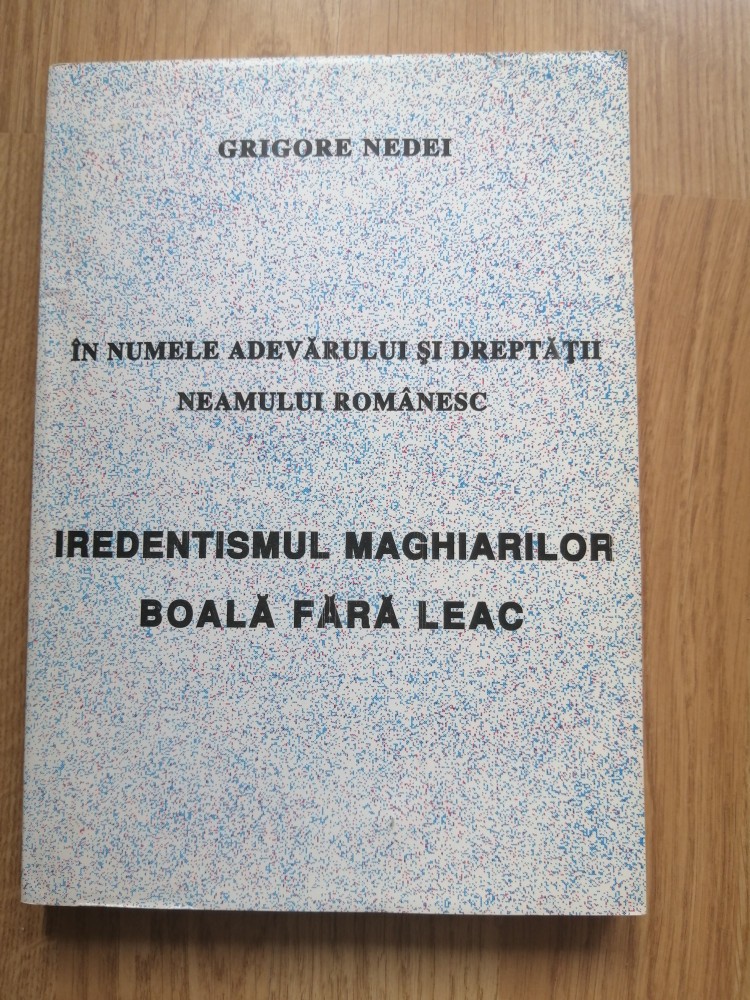 GRIGORE NEDEI
ÎN NUMELE ADEVĂRULUI ŞI DREPTĂŢII
NEAMULUI ROMÂNESC
IREDENTISMUL MAGHIARILOR
BOALĂ FĂRĂ LEAC